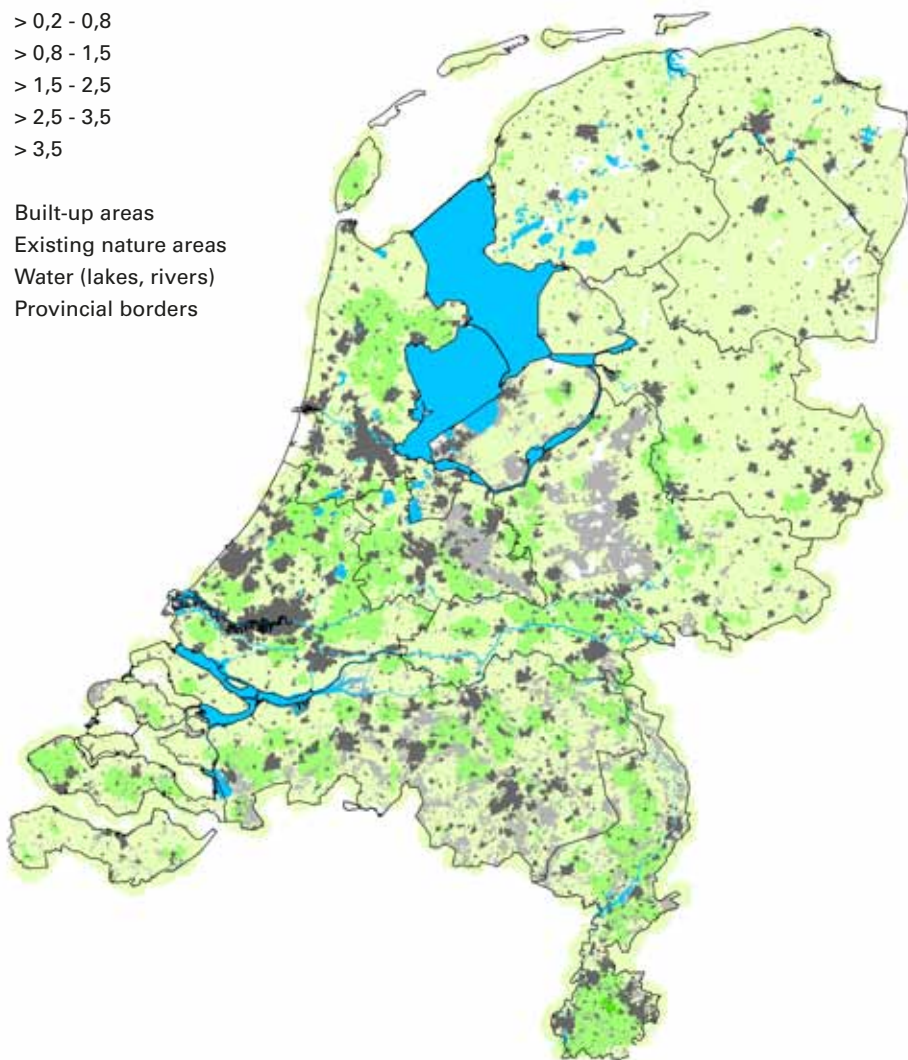 > 0,2 - 0,8
> 0,8 - 1,5
> 1,5 - 2,5
> 2,5 - 3,5
> 3,5
Built-up areas
Existing nature areas
Water (lakes, rivers)
Provincial borders